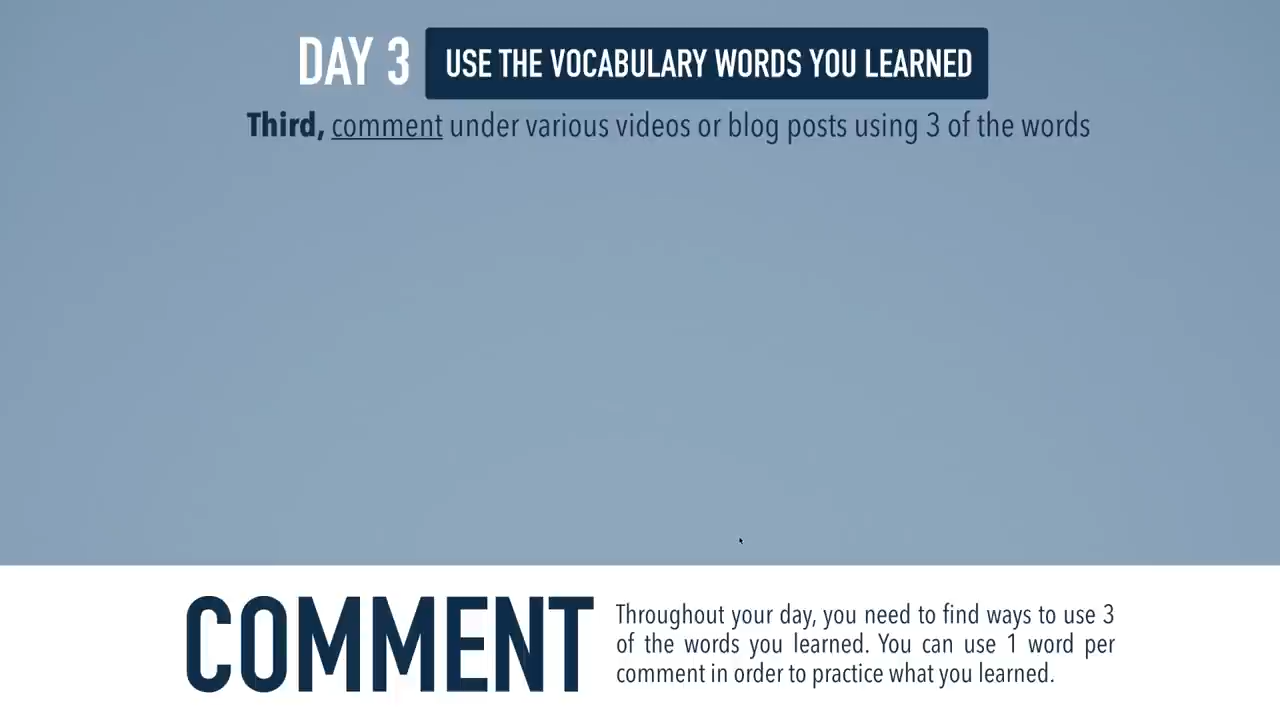 DAY 3 USE THE VOCABULARY WORDS YOU LEARNED
Third, comment under various videos or blog posts using 3 of the words
COMMENT
Throughout your day, you need to find ways to use 3
of the words you learned. You can use 1 word per
comment in order to practice what you learned.